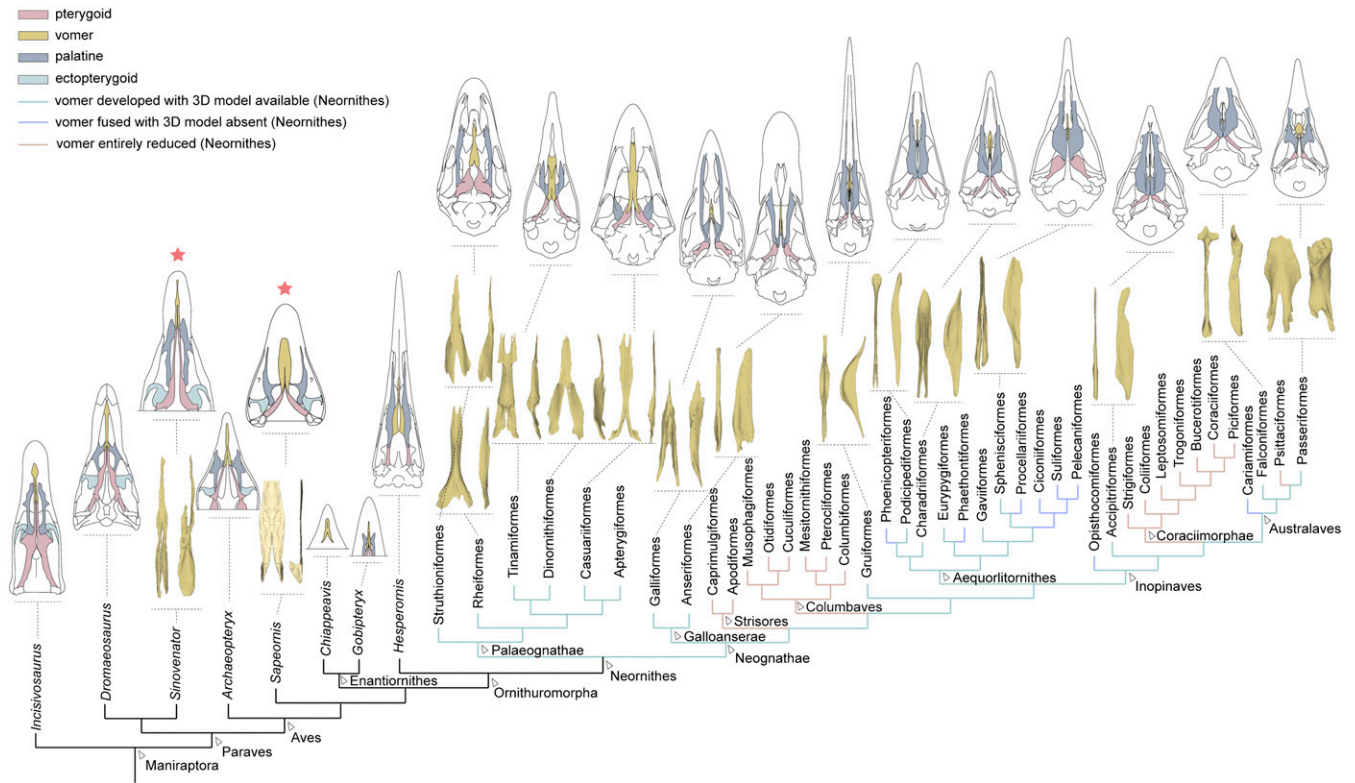 pterygoid
vomer
palatine
ectopterygoid
vomer developed with 3D model available (Neornithes)
vomer fused with 3D model absent (Neornithes)
vomer entirely reduced (Neornithes)
?
?
Incisivosaurus
Dromaeosaurus
Sinovenator
Archaeopteryx
Sapeornis
Chiappeavis
Gobipteryx
Hesperornis
Struthioniformes
Rheiformes
Tinamiformes
Dinornithiformes
Casuariiformes
Apterygiformes
Galliformes
Anseriformes
Caprimulgiformes
Apodiformes
Musophagiformes
Otidiformes
Cuculiformes
Mesitornithiformes
Pterocliformes
Columbiformes
Gruiformes
Phoenicopteriformes
Podicipediformes
Charadriiformes
Eurypygiformes
Phaethontiformes
Gaviiformes
Sphenisciformes
Procellariiformes
Ciconiiformes
Suliformes
Pelecaniformes
Opisthocomiformes
Accipitriformes
Strigiformes
Coliiformes
Leptosomiformes
Trogoniformes
Bucerotiformes
Coraciiformes
Piciformes
Cariamiformes
Falconiformes
Psittaciformes
Passeriformes
Australaves
Coraciimorphae
Aequorlitornithes
Inopinaves
Columbaves
Strisores
Galloanserae
Palaeognathae
Neognathae
Neornithes
Enantiornithes
Ornithuromorpha
Aves
Paraves
Maniraptora